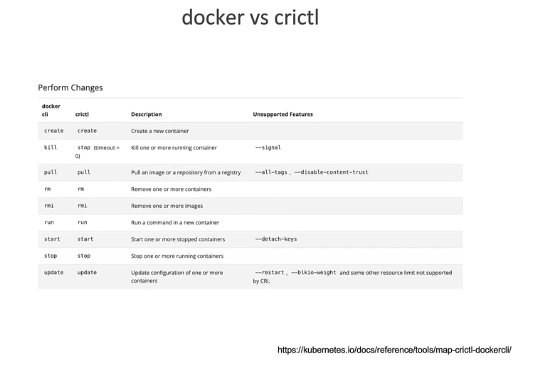 docker vs crictl
Perform Changes
docker cli crictl Description Unsupported Features
create create Create a new container
kill stop (timeout = 0) Kill one or more running container --signal
pull pull Pull an image or a repository from a registry --all-tags, --disable-content-trust
rm rm Remove one or more containers
rmi rmi Remove one or more images
run run Run a command in a new container
start start Start one or more stopped containers --detach-keys
stop stop Stop one or more running containers
update update Update configuration of one or more containers --restart, --blkio-weight and some other resource limit not supported by CRI.
https://kubernetes.io/docs/reference/tools/map-crictl-dockercli/